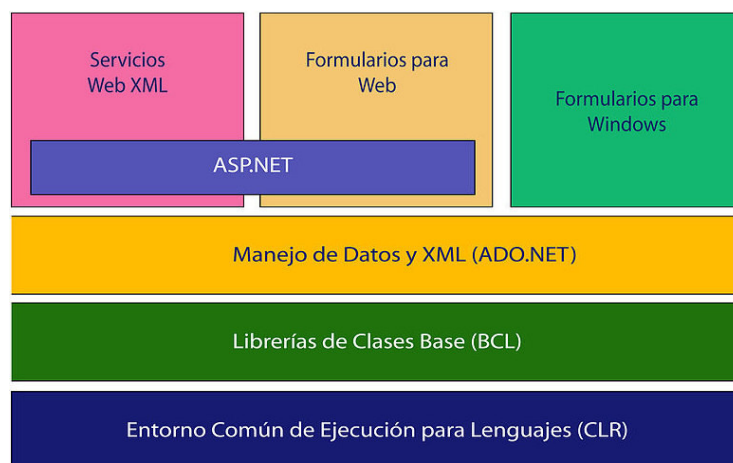 Servicios
Web XML
Formularios para
Web
Formularios para
Windows
ASP.NET
Manejo de Datos y XML (ADO.NET)
Librerías de Clases Base (BCL)
Entorno Común de Ejecución para Lenguajes (CLR)